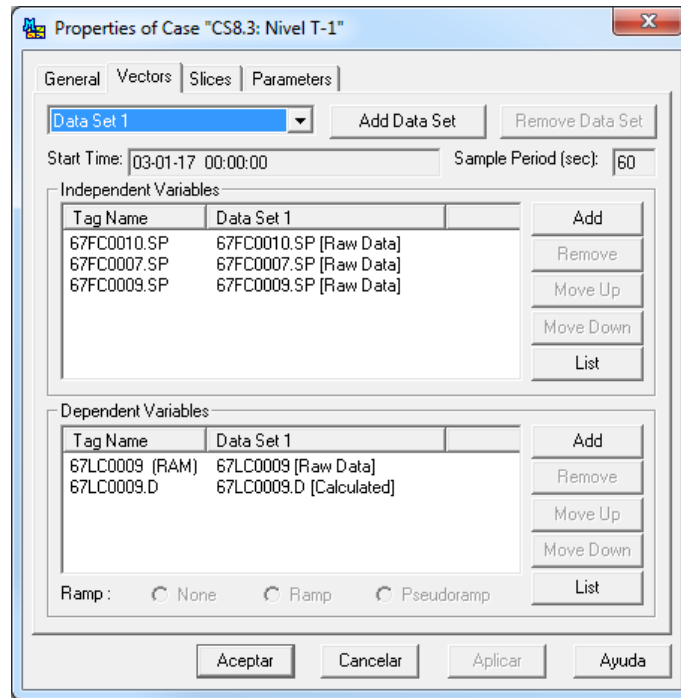 Properties of Case "CS8.3: Nivel T-1"
General Vectors Slices Parameters
Data Set 1 Add Data Set Remove Data Set
Start Time: 03-01-17 00:00:00 Sample Period (sec): 60
Independent Variables
Tag Name Data Set 1 Add
67FC0010.SP 67FC0010.SP [Raw Data]
67FC0007.SP 67FC0007.SP [Raw Data] Remove
67FC0009.SP 67FC0009.SP [Raw Data] Move Up
Move Down
List
Dependent Variables
Tag Name Data Set 1 Add
67LC0009 (RAM) 67LC0009 [Raw Data]
67LC0009.D 67LC0009.D [Calculated] Remove
Move Up
Move Down
Ramp : None Ramp Pseudoramp List
Aceptar Cancelar Aplicar Ayuda